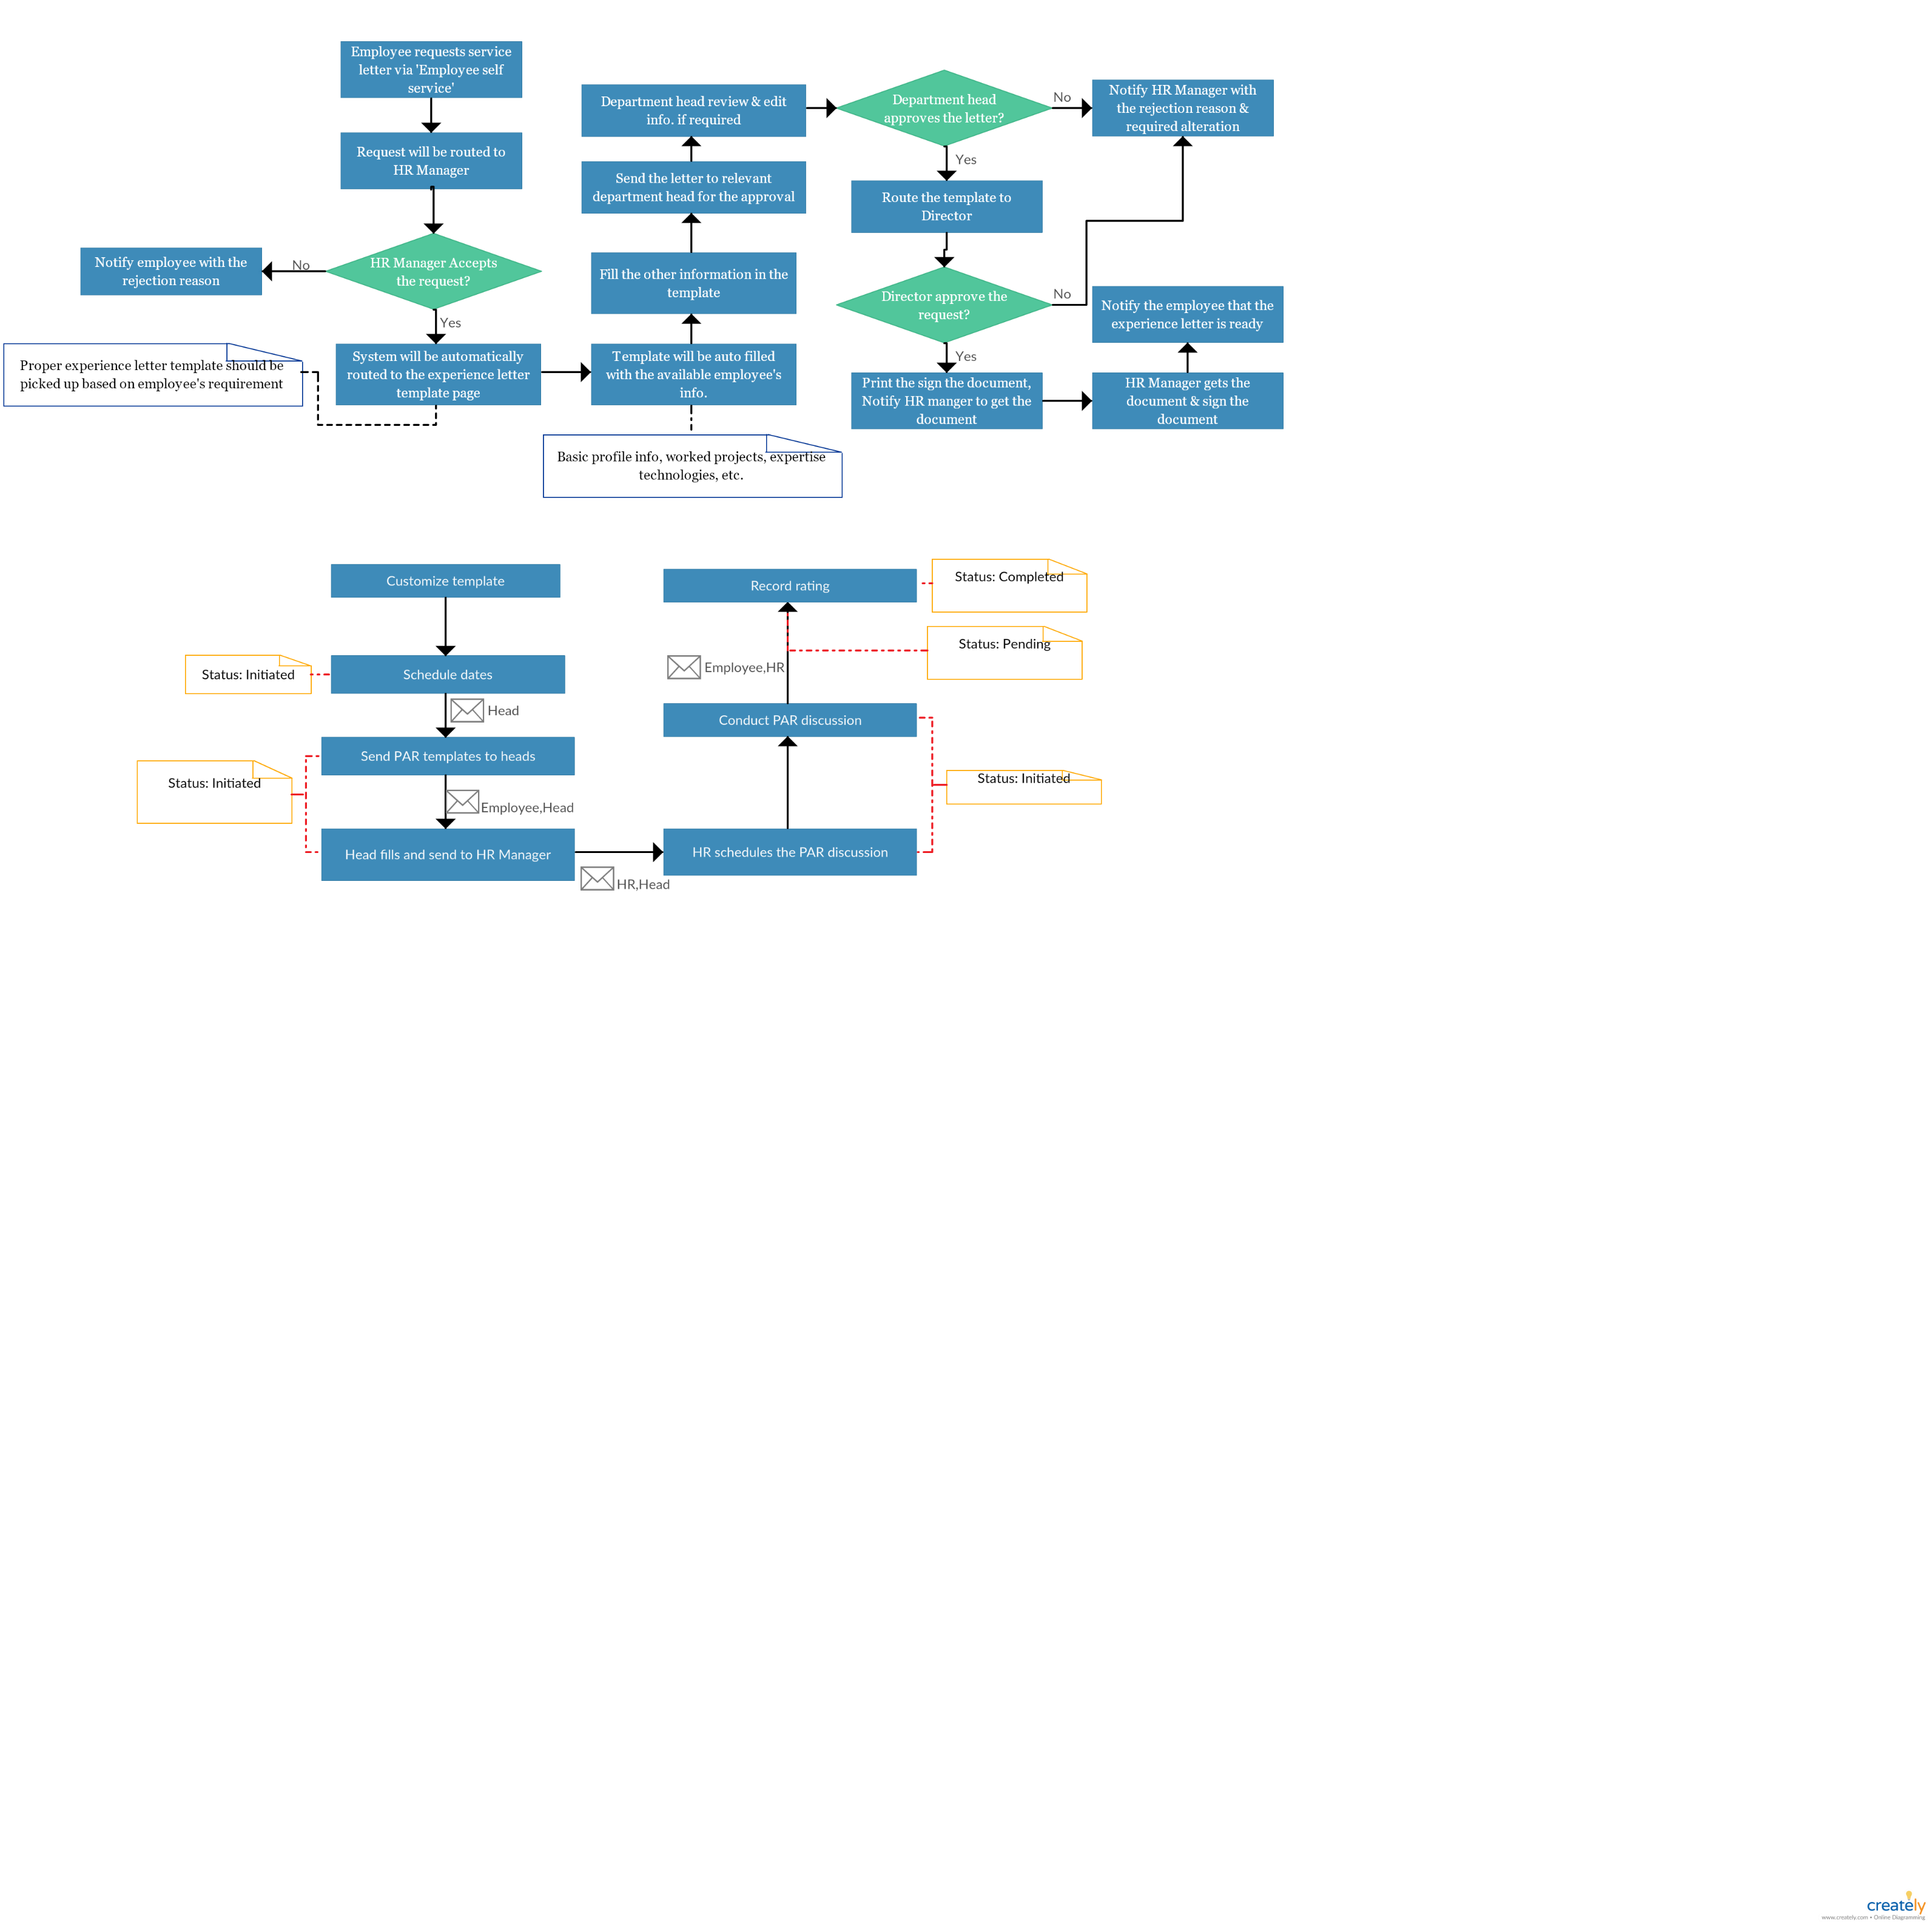 Employee requests service
letter via 'Employee self
service'
Request will be routed to
HR Manager
HR Manager Accepts
the request?
No
Notify employee with the
rejection reason
Yes
System will be automatically
routed to the experience letter
template page
Proper experience letter template should be
picked up based on employee's requirement
Template will be auto filled
with the available employee's
info.
Basic profile info, worked projects, expertise
technologies, etc.
Fill the other information in the
template
Send the letter to relevant
department head for the approval
Department head review & edit
info. if required
Department head
approves the letter?
No
Notify HR Manager with
the rejection reason &
required alteration
Yes
Route the template to
Director
Director approve the
request?
No
Yes
Print the sign the document,
Notify HR manger to get the
document
HR Manager gets the
document & sign the
document
Notify the employee that the
experience letter is ready
Customize template
Schedule dates
Status: Initiated
Head
Send PAR templates to heads
Status: Initiated
Employee,Head
Head fills and send to HR Manager
HR,Head
HR schedules the PAR discussion
Status: Initiated
Conduct PAR discussion
Employee,HR
Status: Pending
Record rating
Status: Completed
creately
www.creately.com • Online Diagramming